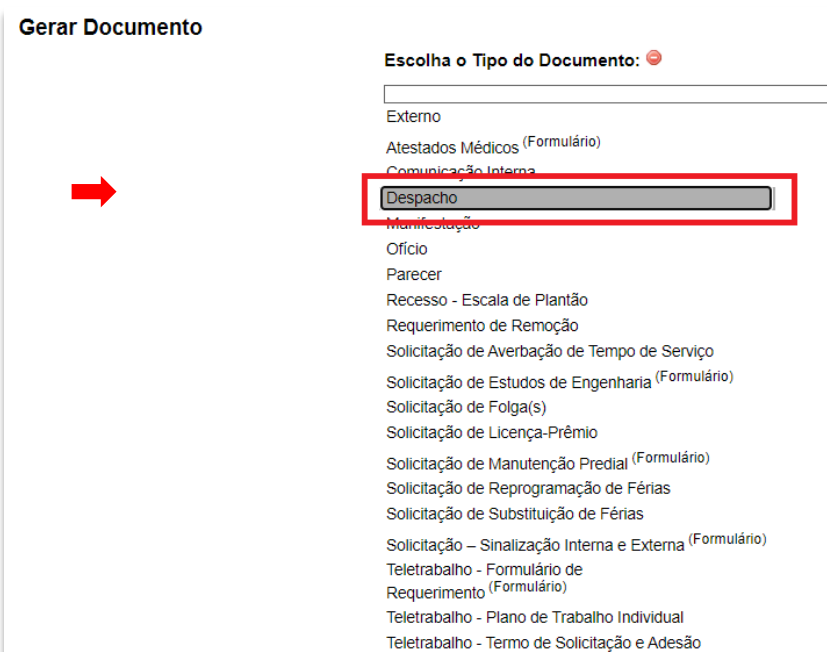 Gerar Documento
Escolha o Tipo do Documento:
Externo
Atestados Médicos (Formulário)
Comunicação Interna
Despacho
Manifestação
Ofício
Parecer
Recesso - Escala de Plantão
Requerimento de Remoção
Solicitação de Averbação de Tempo de Serviço
Solicitação de Estudos de Engenharia (Formulário)
Solicitação de Folga(s)
Solicitação de Licença-Prêmio
Solicitação de Manutenção Predial (Formulário)
Solicitação de Reprogramação de Férias
Solicitação de Substituição de Férias
Solicitação – Sinalização Interna e Externa (Formulário)
Teletrabalho - Formulário de
Requerimento (Formulário)
Teletrabalho - Plano de Trabalho Individual
Teletrabalho - Termo de Solicitação e Adesão